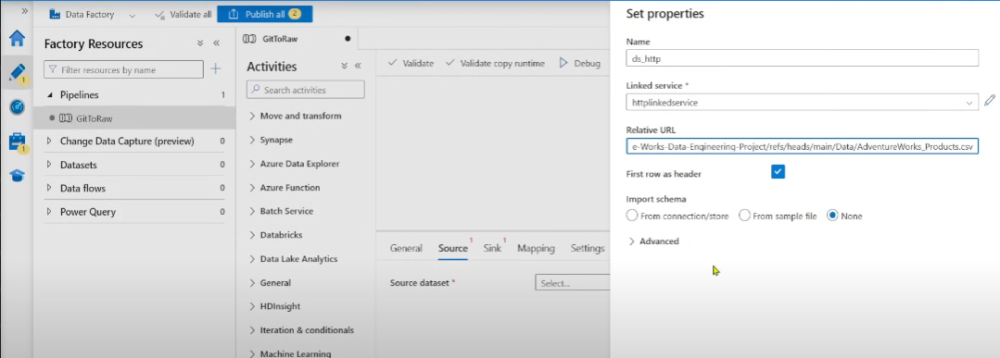 Data Factory
Validate all
Publish all 2
Set properties
Factory Resources
Filter resources by name
Pipelines 1
GitToRaw
Change Data Capture (preview) 0
Datasets 0
Data flows 0
Power Query 0
1
1
GitToRaw
Activities
Search activities
Move and transform
Synapse
Azure Data Explorer
Azure Function
Batch Service
Databricks
Data Lake Analytics
General
HDInsight
Iteration & conditionals
Machine Learning
Validate
Validate copy runtime
Debug
General
Source 1
Sink 1
Mapping
Settings
Source dataset *
Select...
Name
ds_http
Linked service *
httplinkedservice
Relative URL
e-Works-Data-Engineering-Project/refs/heads/main/Data/AdventureWorks_Products.csv
First row as header
Import schema
From connection/store
From sample file
None
Advanced